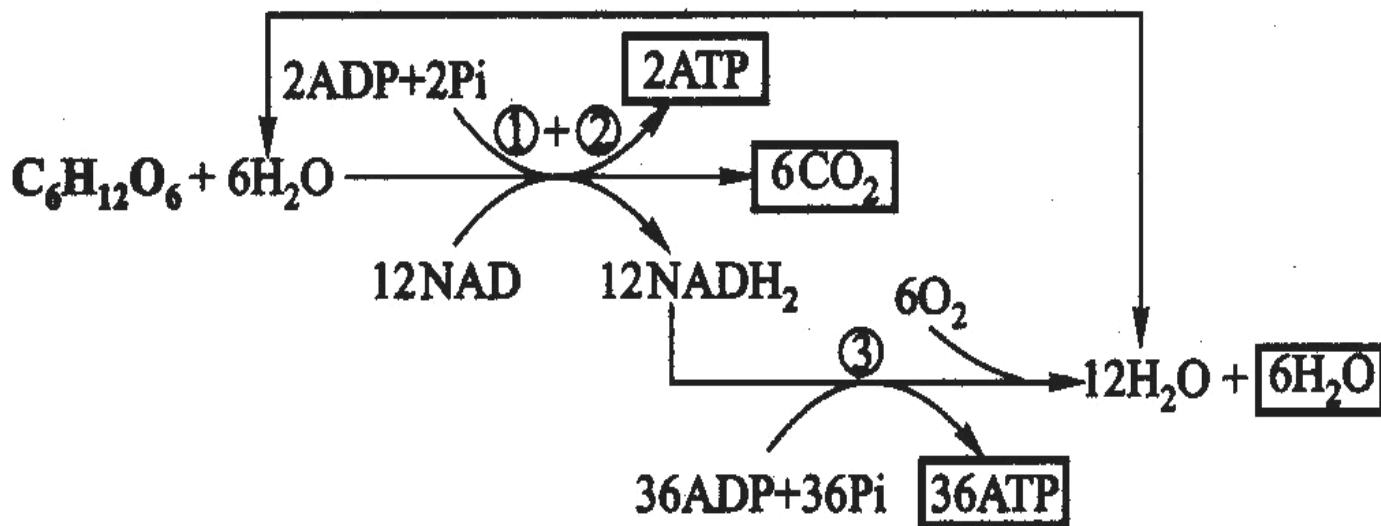 2ADP+2Pi 2ATP
①+②
C₆H₁₂O₆ + 6H₂O 6CO₂
12NAD 12NADH₂ 6O₂
③
12H₂O + 6H₂O
36ADP+36Pi 36ATP